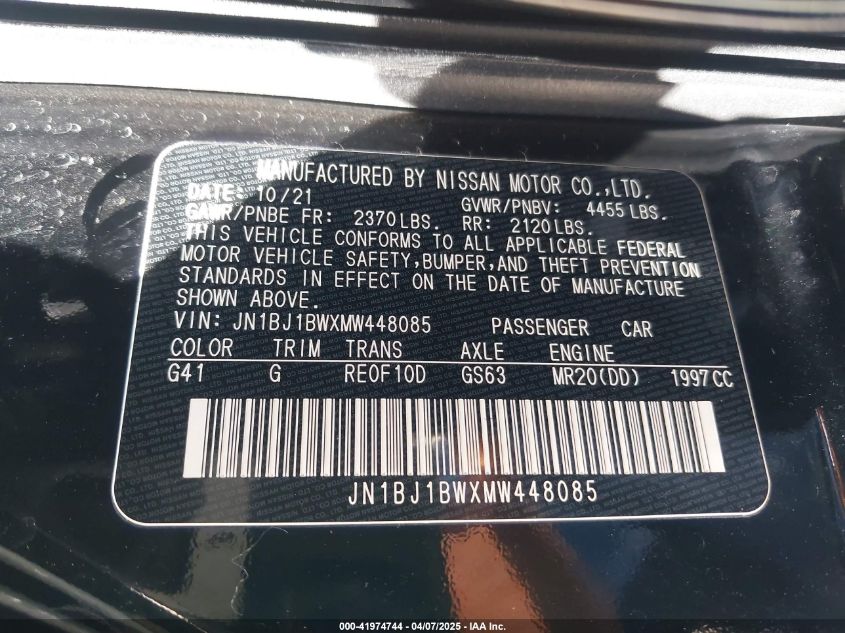 MANUFACTURED BY NISSAN MOTOR CO.,LTD.
DATE: 10/21 GVWR/PNBV: 4455 LBS.
GAWR/PNBE FR: 2370 LBS. RR: 2120 LBS.
THIS VEHICLE CONFORMS TO ALL APPLICABLE FEDERAL
MOTOR VEHICLE SAFETY, BUMPER, AND THEFT PREVENTION
STANDARDS IN EFFECT ON THE DATE OF MANUFACTURE
SHOWN ABOVE.
VIN: JN1BJ1BWXMW448085 PASSENGER CAR
COLOR TRIM TRANS AXLE ENGINE
G41 G RE0F10D GS63 MR20(DD) 1997CC
JN1BJ1BWXMW448085
000-41974744 - 04/07/2025 - IAA Inc.